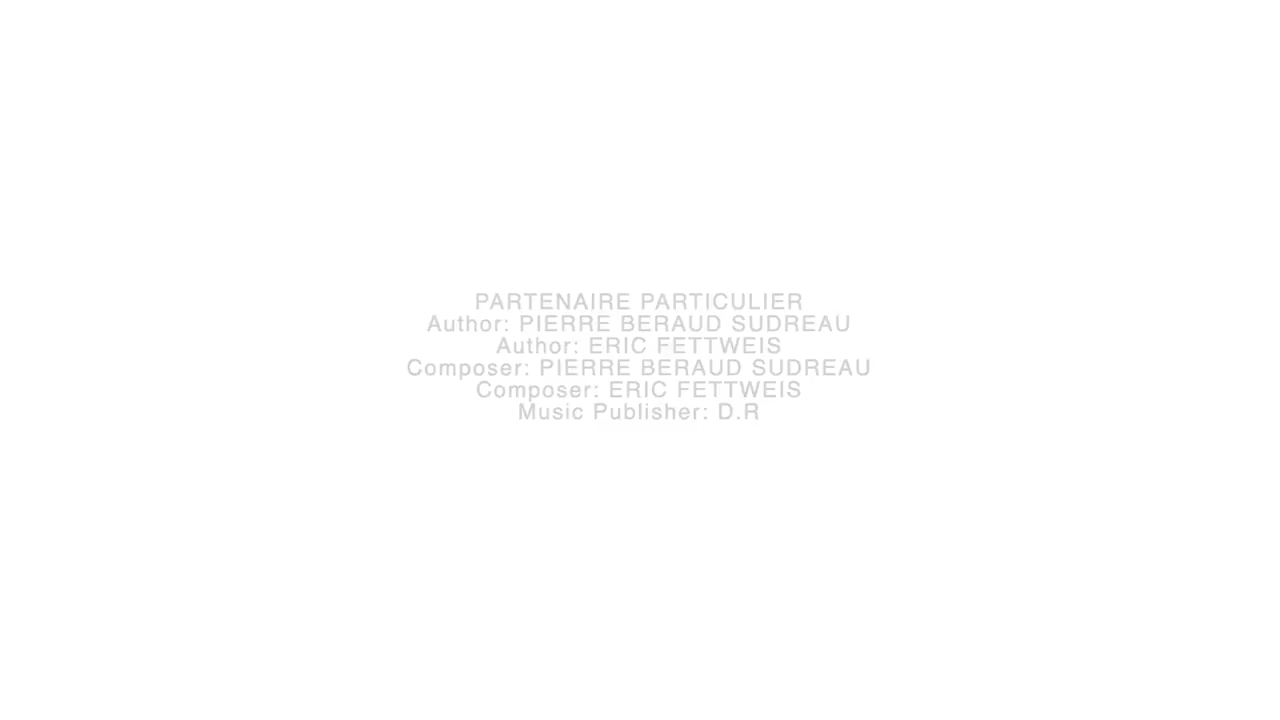 PARTENAIRE PARTICULIER
Author: PIERRE BERAUD SUDREAU
Author: ERIC FETTWEIS
Composer: PIERRE BERAUD SUDREAU
Composer: ERIC FETTWEIS
Music Publisher: D.R